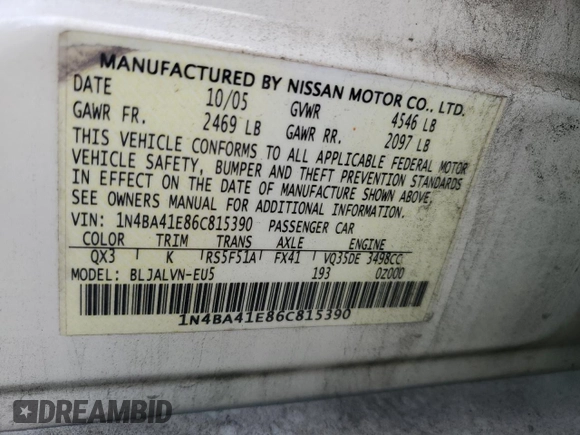 MANUFACTURED BY NISSAN MOTOR CO., LTD.
DATE 10/05 GVWR 4546 LB
GAWR FR. 2469 LB GAWR RR. 2097 LB
THIS VEHICLE CONFORMS TO ALL APPLICABLE FEDERAL MOTOR
VEHICLE SAFETY, BUMPER AND THEFT PREVENTION STANDARDS
IN EFFECT ON THE DATE OF MANUFACTURE SHOWN ABOVE.
SEE OWNERS MANUAL FOR ADDITIONAL INFORMATION.
VIN: 1N4BA41E86C815390 PASSENGER CAR
COLOR TRIM TRANS AXLE ENGINE
QX3 K RS5F51A FX41 VQ35DE 3498CC
MODEL: BLJALVN-EU5 193 0Z000
1N4BA41E86C815390
DREAMBID